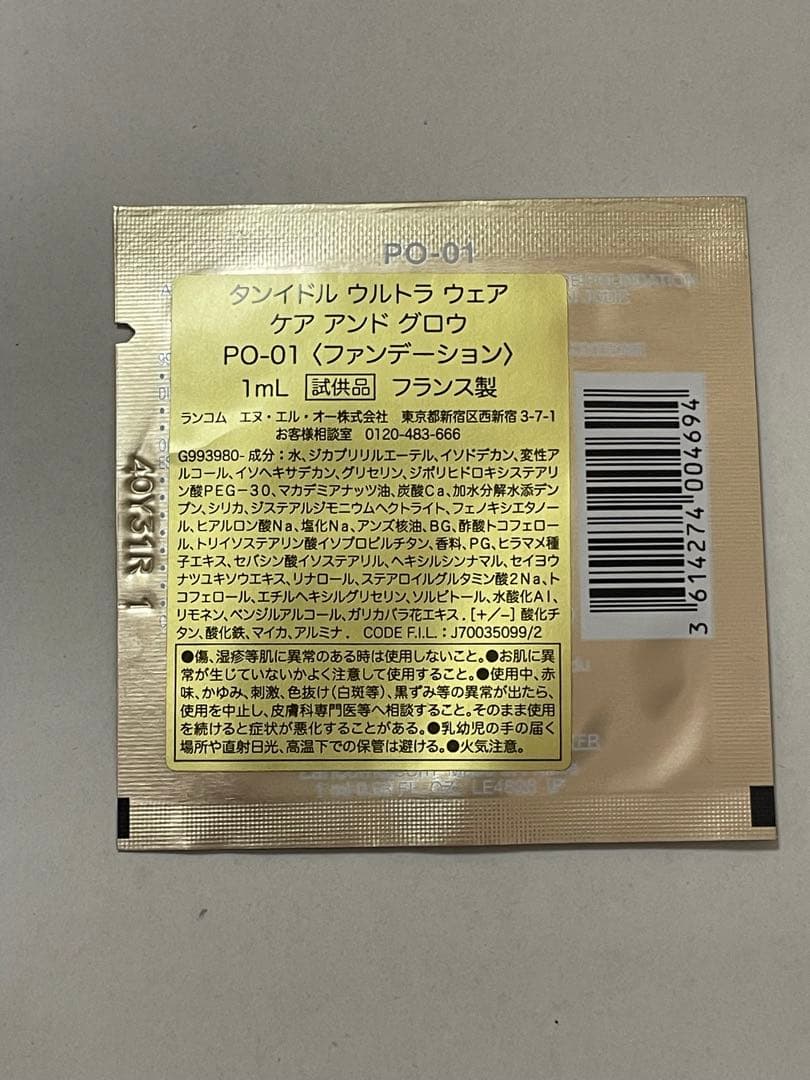 PO-01
タンイドル ウルトラ ウェア
ケア アンド グロウ
PO-01〈ファンデーション〉
1mL 試供品 フランス製
ランコム エヌ・エル・オー株式会社 東京都新宿区西新宿 3-7-1
お客様相談室 0120-483-666
G993980- 成分：水、ジカプリリルエーテル、イソドデカン、変性ア
ルコール、イソヘキサデカン、グリセリン、ジポリヒドロキシステアリ
ン酸PEG－30、マカデミアナッツ油、炭酸Ca、加水分解水添デン
プン、シリカ、ジステアルジモニウムヘクトライト、フェノキシエタノー
ル、ヒアルロン酸Na、塩化Na、アンズ核油、BG、酢酸トコフェロー
ル、トリイソステアリン酸イソプロピルチタン、香料、PG、ヒラマメ種
子エキス、セバシン酸イソステアリル、ヘキシルシンナマル、セイヨウ
ナツユキソウエキス、リナロール、ステアロイルグルタミン酸2Na、ト
コフェロール、エチルヘキシルグリセリン、ソルビトール、水酸化Al、
リモネン、ベンジルアルコール、ガリカバラ花エキス．[＋/－] 酸化チ
タン、酸化鉄、マイカ、アルミナ． CODE F.I.L. : J70035099/2
●傷、湿疹等肌に異常のある時は使用しないこと。●お肌に異
常が生じていないかよく注意して使用すること。●使用中、赤
味、かゆみ、刺激、色抜け（白斑等）、黒ずみ等の異常が出たら、
使用を中止し、皮膚科専門医等へ相談すること。そのまま使用
を続けると症状が悪化することがある。●乳幼児の手の届く
場所や直射日光、高温下での保管は避ける。●火気注意。
3 614274 004694
40Y31R 1